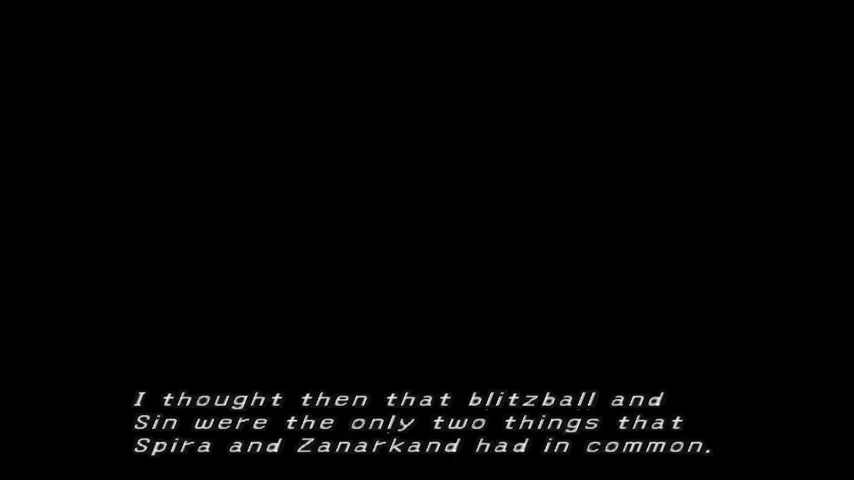 I thought then that blitzball and
Sin were the only two things that
Spira and Zanarkand had in common.